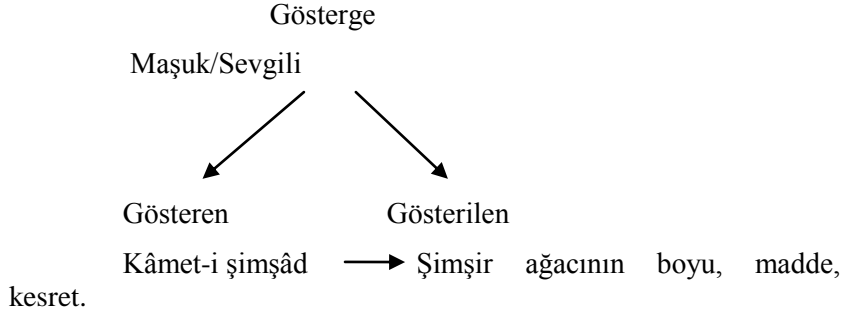 Gösterge
Maşuk/Sevgili
Gösteren Gösterilen
Kâmet-i şimşâd Şimşir ağacının boyu, madde,
kesret.